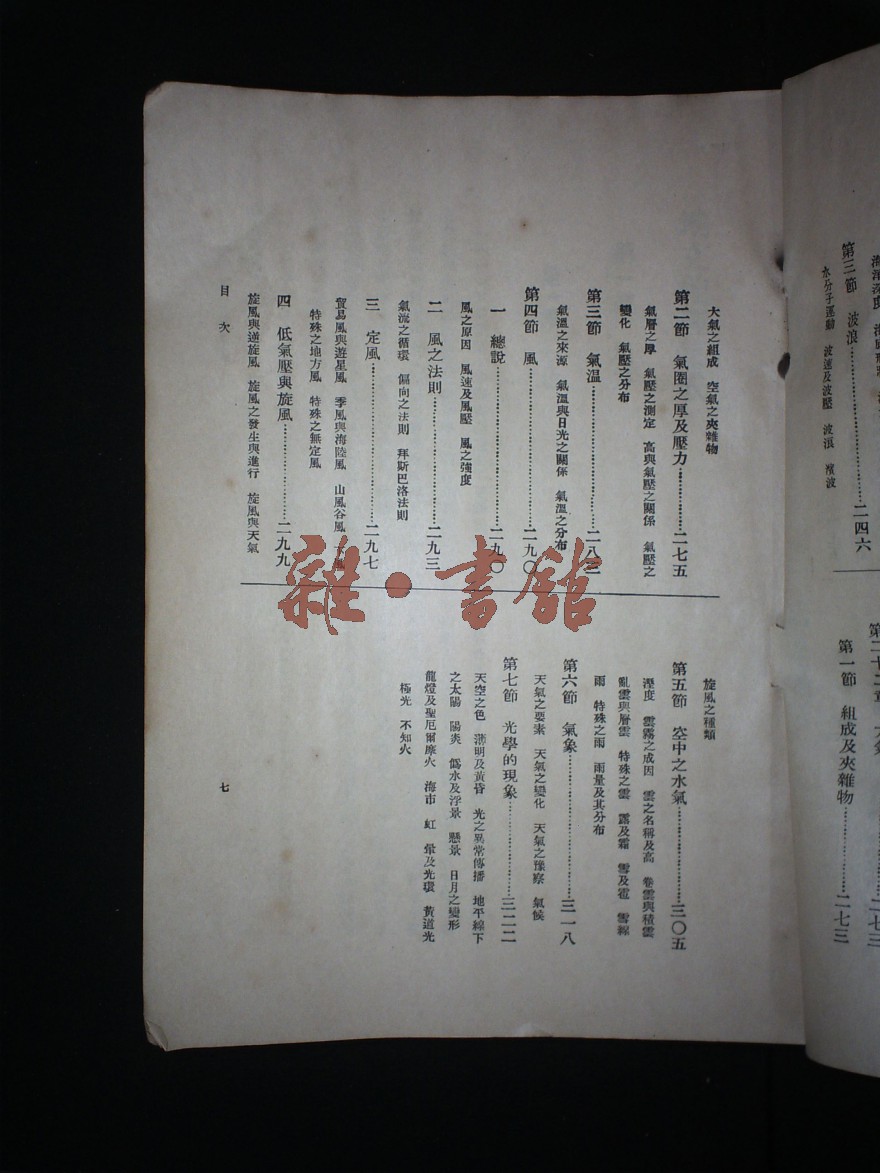 第三節 波浪……二四六
水分子運動 波速及波壓 波浪
第一節 組成及夾雜物……二七三
大氣之組成 空氣之夾雜物
第二節 氣圈之厚及壓力……二七五
氣層之厚 氣壓之測定 高與氣壓之關係 氣壓之
變化 氣壓之分布
第三節 氣溫……二八三
氣溫之來源 氣溫與日光之關係 氣溫之分布
第四節 風……二九〇
一 總說……二九〇
風之原因 風速及風壓 風之強度
二 風之法則……二九三
氣流之循環 偏向之法則 拜斯巴洛法則
三 定風……二九七
貿易風與遊星風 季風與海陸風 山風谷風
特殊之地方風 特殊之無定風
四 低氣壓與旋風……二九九
旋風與逆旋風 旋風之發生與進行 旋風與天氣
旋風之種類
第五節 空中之水氣……三〇五
溼度 雲霧之成因 雲之名稱及高 卷雲與積雲
亂雲與層雲 特殊之雲 露及霜 雪及雹 雪線
雨 特殊之雨 雨量及其分布
第六節 氣象……三一八
天氣之要素 天氣之變化 天氣之豫察 氣候
第七節 光學的現象……三二二
天空之色 薄明及黃昏 光之異常傳播 地平線下
之太陽 陽炎 偽水及浮景 懸景 日月之變形
龍燈及聖厄爾摩火 海市 虹 暈及光環 黃道光
極光 不知火
目次
七
雜·書館